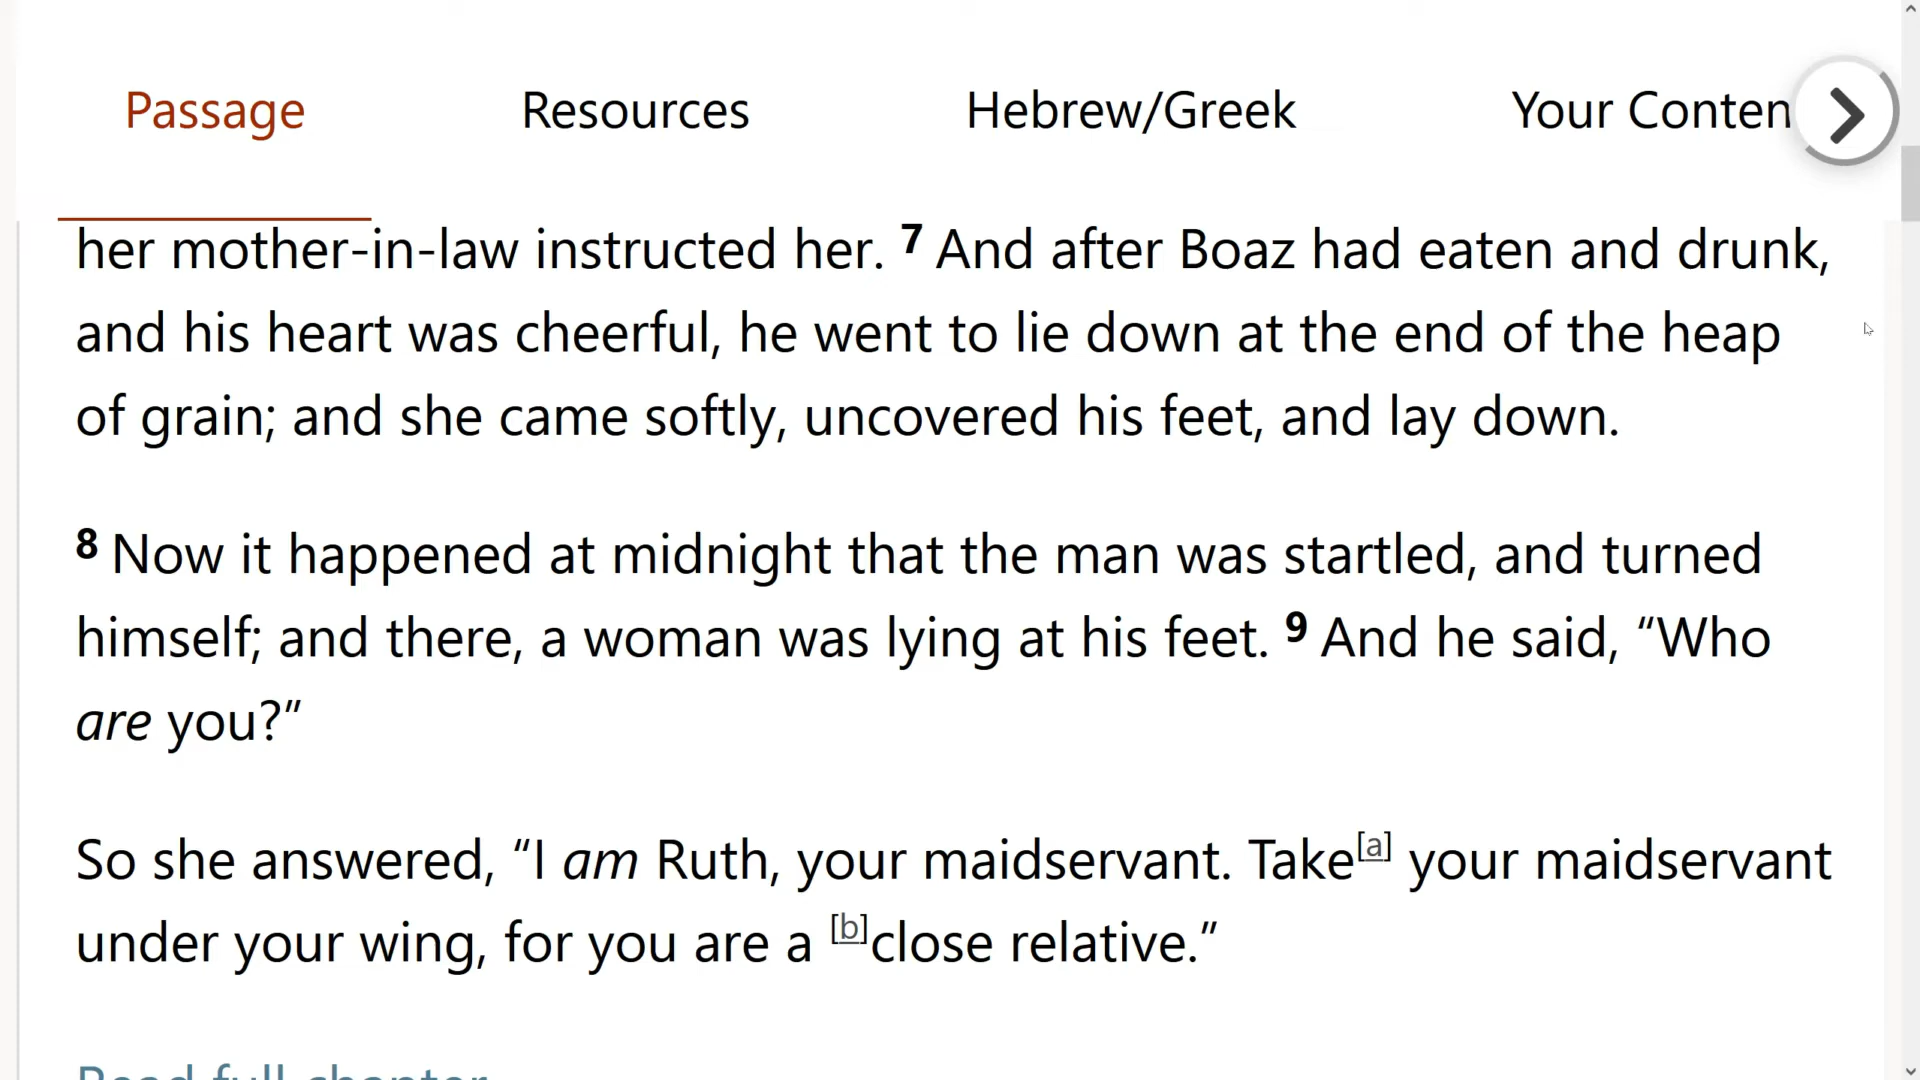 Passage Resources Hebrew/Greek Your Conten
her mother-in-law instructed her. 7 And after Boaz had eaten and drunk,
and his heart was cheerful, he went to lie down at the end of the heap
of grain; and she came softly, uncovered his feet, and lay down.
8 Now it happened at midnight that the man was startled, and turned
himself; and there, a woman was lying at his feet. 9 And he said, “Who
are you?”
So she answered, “I am Ruth, your maidservant. Take[a] your maidservant
under your wing, for you are a [b]close relative.”
Read full chapter